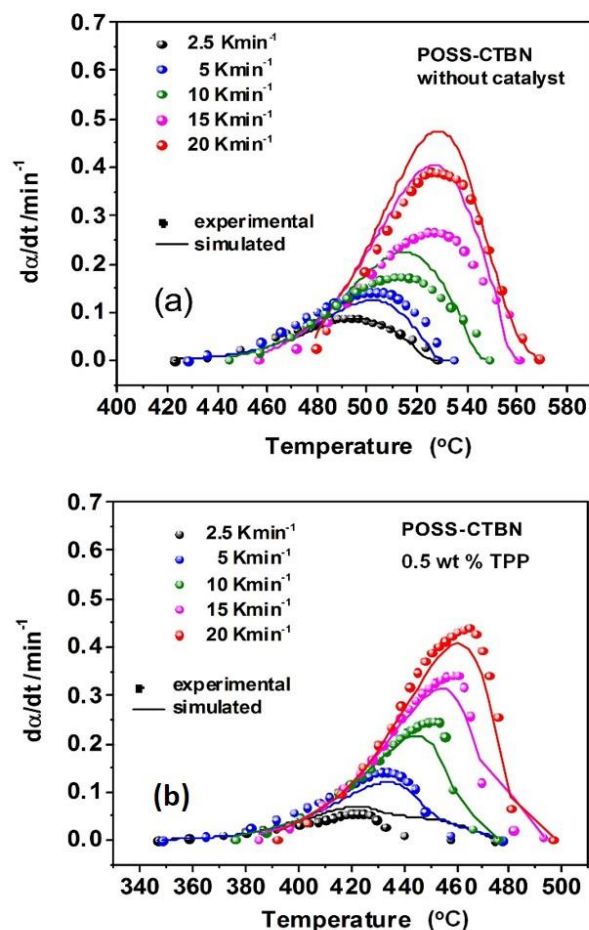 0.7
0.6
0.5
0.4
0.3
0.2
0.1
0.0
dα/dt /min⁻¹
2.5 Kmin⁻¹
5 Kmin⁻¹
10 Kmin⁻¹
15 Kmin⁻¹
20 Kmin⁻¹
POSS-CTBN
without catalyst
experimental
simulated
(a)
400 420 440 460 480 500 520 540 560 580
Temperature (°C)
0.7
0.6
0.5
0.4
0.3
0.2
0.1
0.0
dα/dt /min⁻¹
2.5 Kmin⁻¹
5 Kmin⁻¹
10 Kmin⁻¹
15 Kmin⁻¹
20 Kmin⁻¹
POSS-CTBN
0.5 wt % TPP
experimental
simulated
(b)
340 360 380 400 420 440 460 480 500
Temperature (°C)